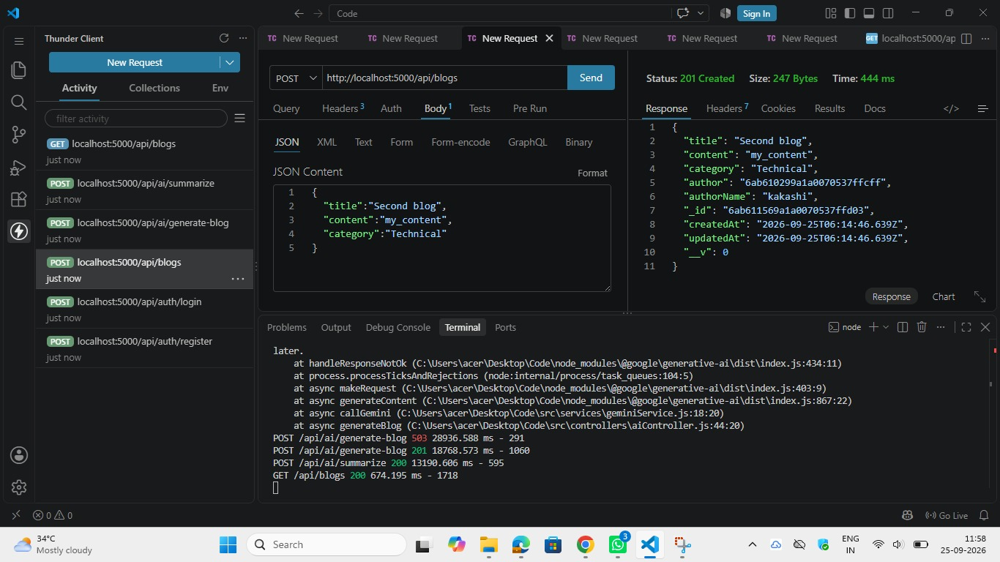 Code
Sign In
Thunder Client
New Request
Activity
Collections
Env
filter activity
GET localhost:5000/api/blogs
just now
POST localhost:5000/api/ai/summarize
just now
POST localhost:5000/api/ai/generate-blog
just now
POST localhost:5000/api/blogs
just now
POST localhost:5000/api/auth/login
just now
POST localhost:5000/api/auth/register
just now
TC New Request
TC New Request
TC New Request
TC New Request
TC New Request
TC New Request
GET localhost:5000/ap
POST
http://localhost:5000/api/blogs
Send
Query
Headers 3
Auth
Body 1
Tests
Pre Run
JSON
XML
Text
Form
Form-encode
GraphQL
Binary
JSON Content
Format
1 {
2 "title":"Second blog",
3 "content":"my_content",
4 "category":"Technical"
5 }
Status: 201 Created Size: 247 Bytes Time: 444 ms
Response
Headers 7
Cookies
Results
Docs
</>
1 {
2 "title": "Second blog",
3 "content": "my_content",
4 "category": "Technical",
5 "author": "6ab610299a1a0070537ffcff",
6 "authorName": "kakashi",
7 "_id": "6ab611569a1a0070537ffd03",
8 "createdAt": "2026-09-25T06:14:46.639Z",
9 "updatedAt": "2026-09-25T06:14:46.639Z",
10 "__v": 0
11 }
Response
Chart
Problems
Output
Debug Console
Terminal
Ports
node
later.
at handleResponseNotOk (C:\Users\acer\Desktop\Code\node_modules\@google\generative-ai\dist\index.js:434:11)
at process.processTicksAndRejections (node:internal/process/task_queues:104:5)
at async makeRequest (C:\Users\acer\Desktop\Code\node_modules\@google\generative-ai\dist\index.js:403:9)
at async generateContent (C:\Users\acer\Desktop\Code\node_modules\@google\generative-ai\dist\index.js:867:22)
at async callGemini (C:\Users\acer\Desktop\Code\src\services\geminiService.js:18:20)
at async generateBlog (C:\Users\acer\Desktop\Code\src\controllers\aiController.js:44:20)
POST /api/ai/generate-blog 503 28936.588 ms - 291
POST /api/ai/generate-blog 201 18768.573 ms - 1060
POST /api/ai/summarize 200 13190.606 ms - 595
GET /api/blogs 200 674.195 ms - 1718
0 0
Go Live
34°C
Mostly cloudy
Search
3
ENG
IN
11:58
25-09-2026